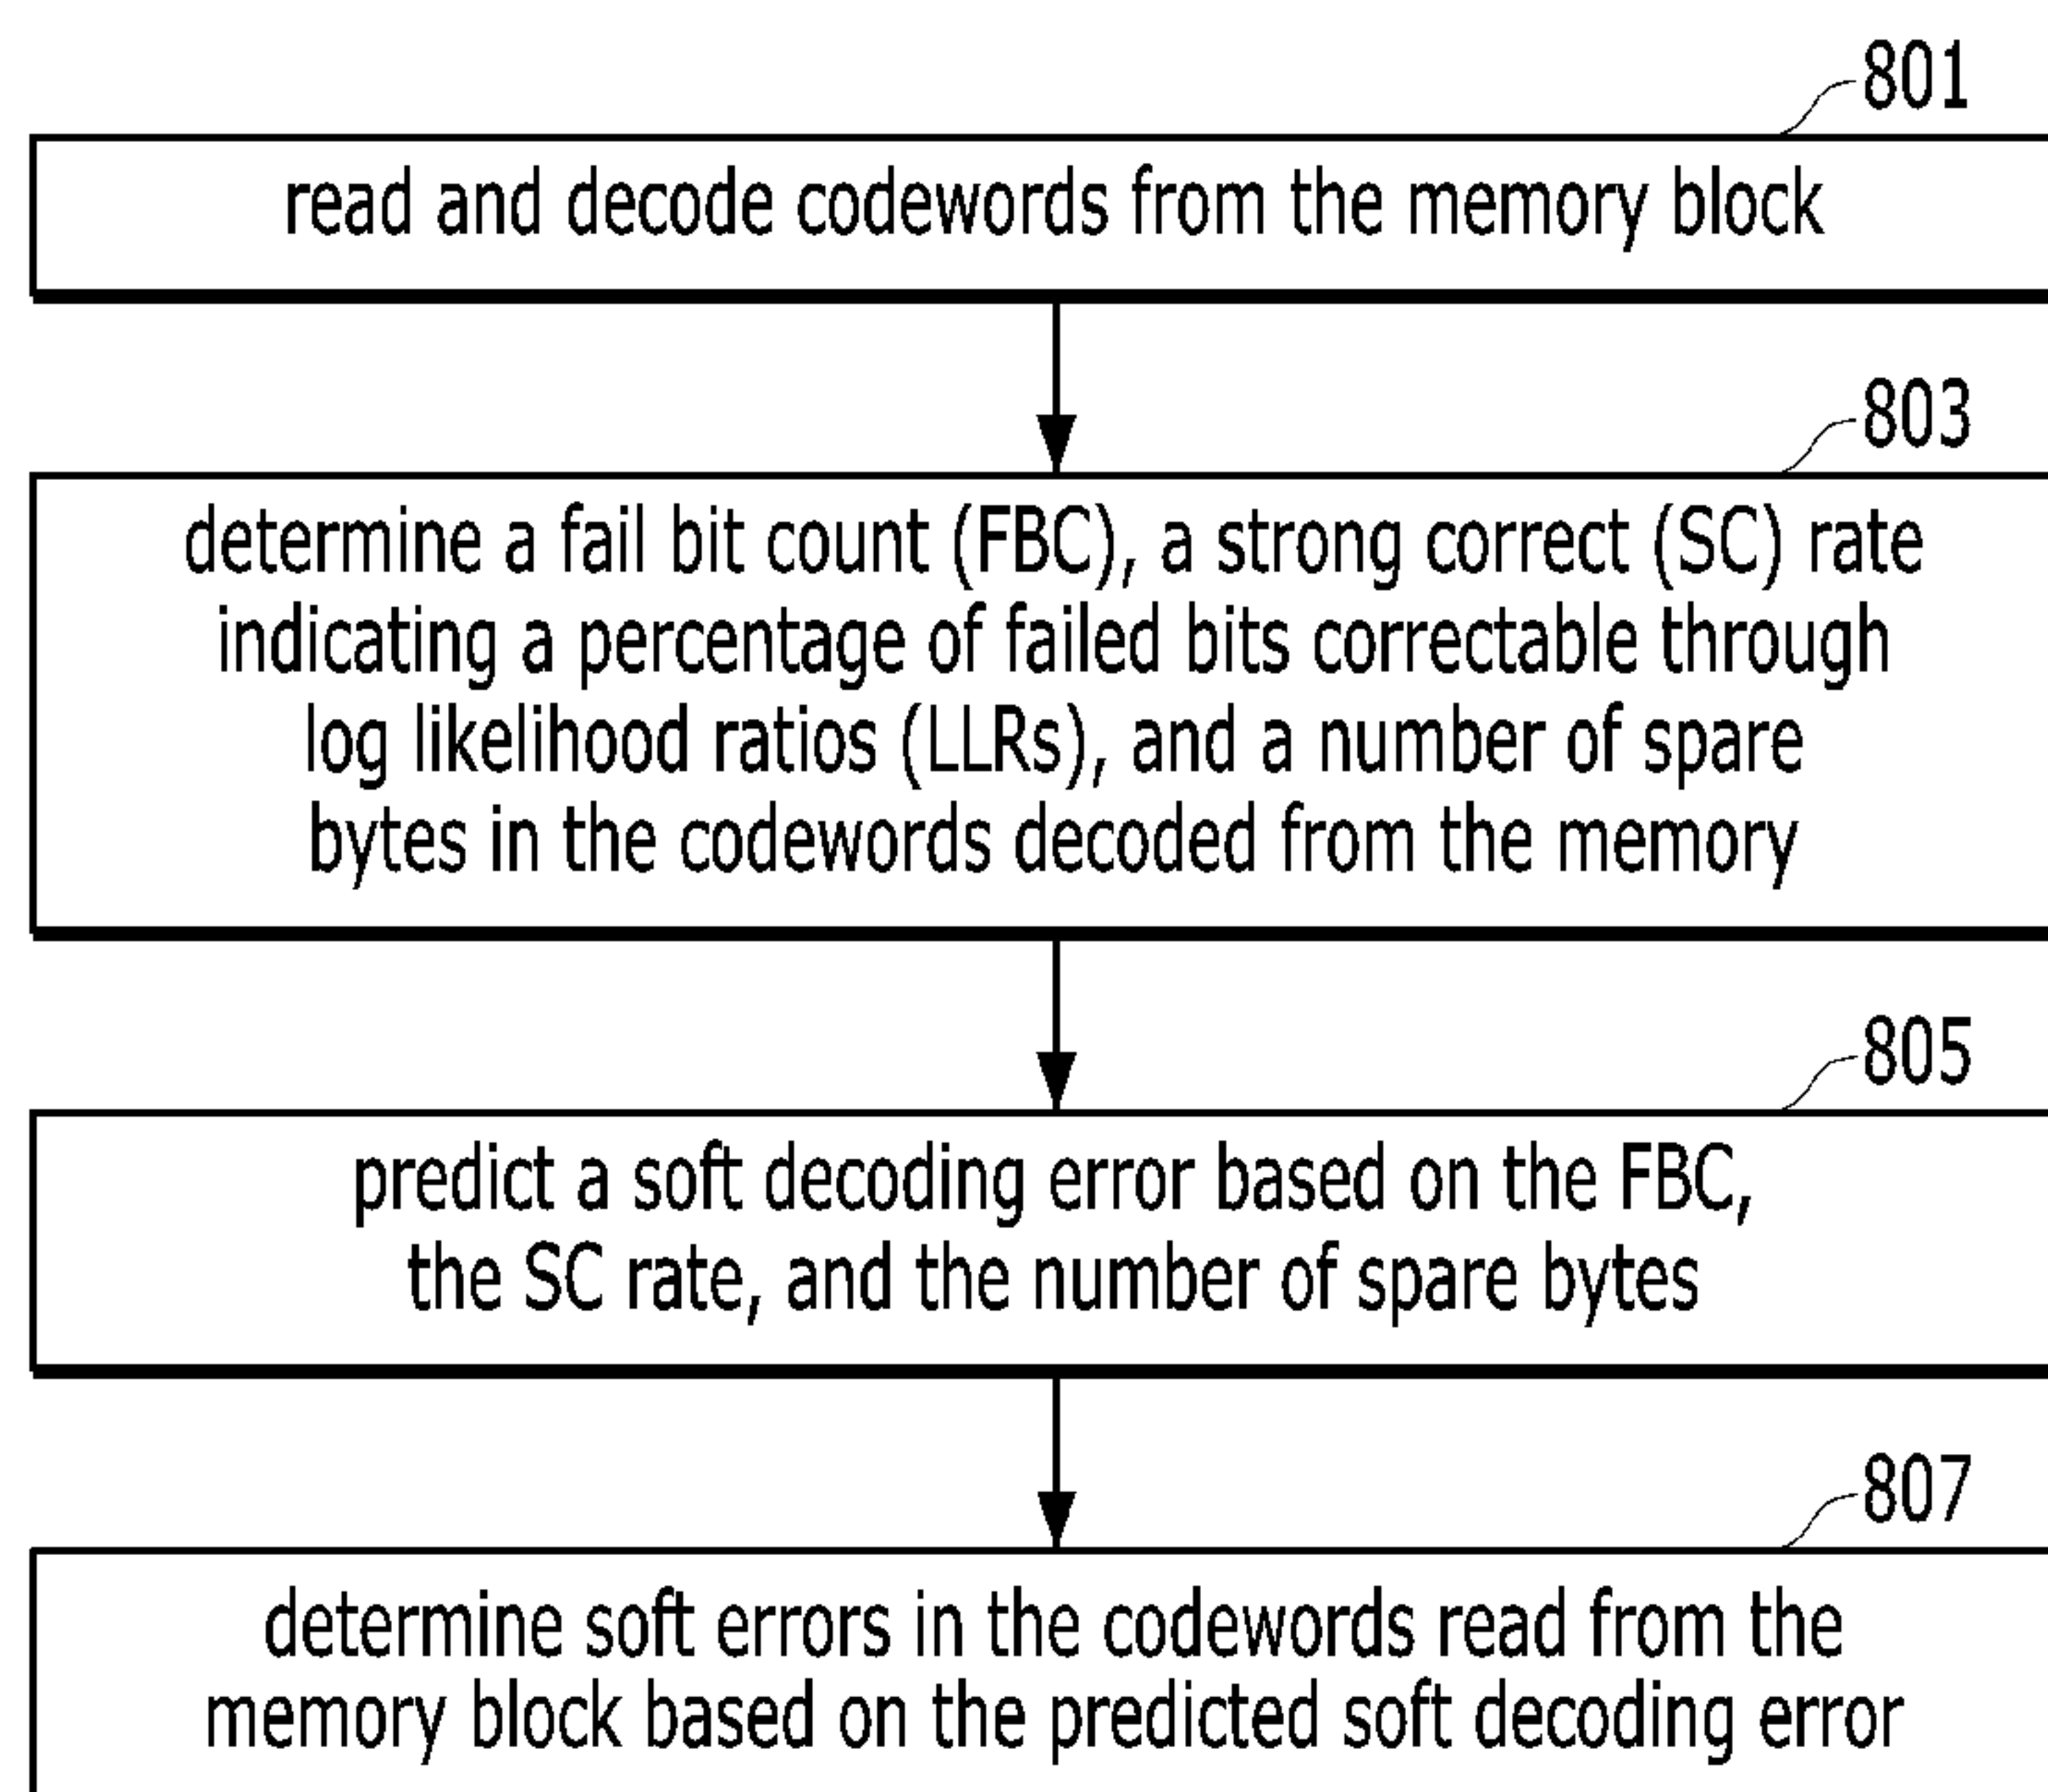 801
read and decode codewords from the memory block
803
determine a fail bit count (FBC), a strong correct (SC) rate
indicating a percentage of failed bits correctable through
log likelihood ratios (LLRs), and a number of spare
bytes in the codewords decoded from the memory
805
predict a soft decoding error based on the FBC,
the SC rate, and the number of spare bytes
807
determine soft errors in the codewords read from the
memory block based on the predicted soft decoding error